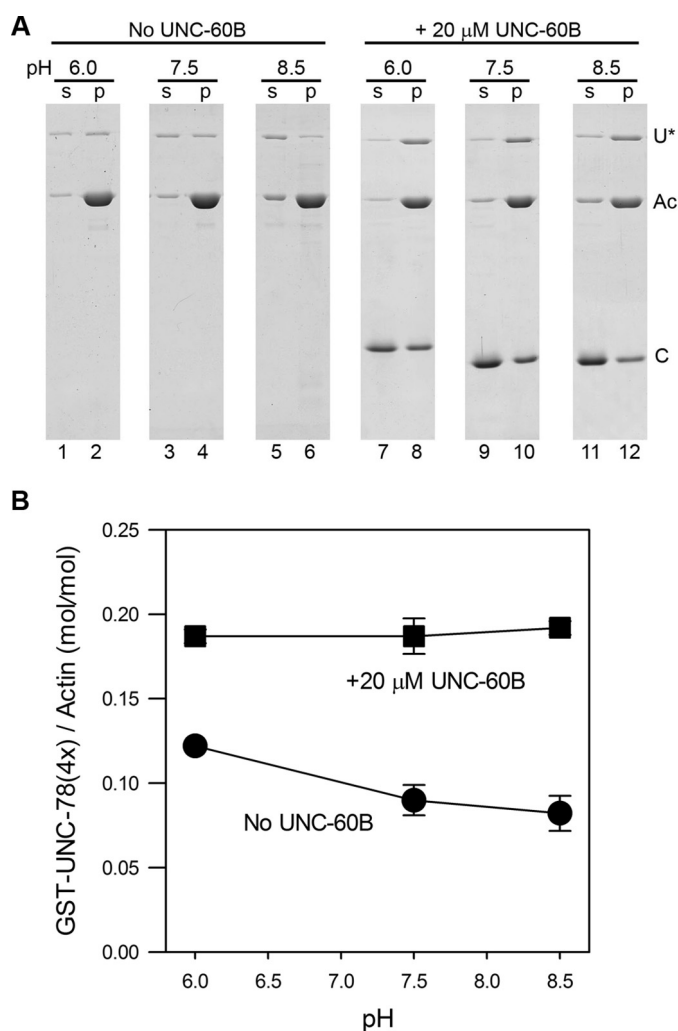 A
No UNC-60B + 20 μM UNC-60B
pH 6.0 7.5 8.5 6.0 7.5 8.5
s p s p s p s p s p s p
U*
Ac
C
1 2 3 4 5 6 7 8 9 10 11 12
B
GST-UNC-78(4x) / Actin (mol/mol)
0.25
0.20
+20 μM UNC-60B
0.15
0.10
No UNC-60B
0.05
0.00
6.0 6.5 7.0 7.5 8.0 8.5
pH